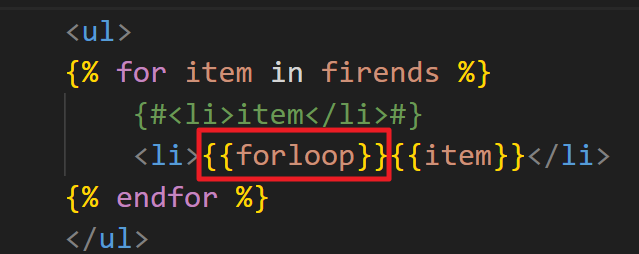 <ul>
{% for item in firends %}
{#<li>item</li>#}
<li>{{forloop}}{{item}}</li>
{% endfor %}
</ul>